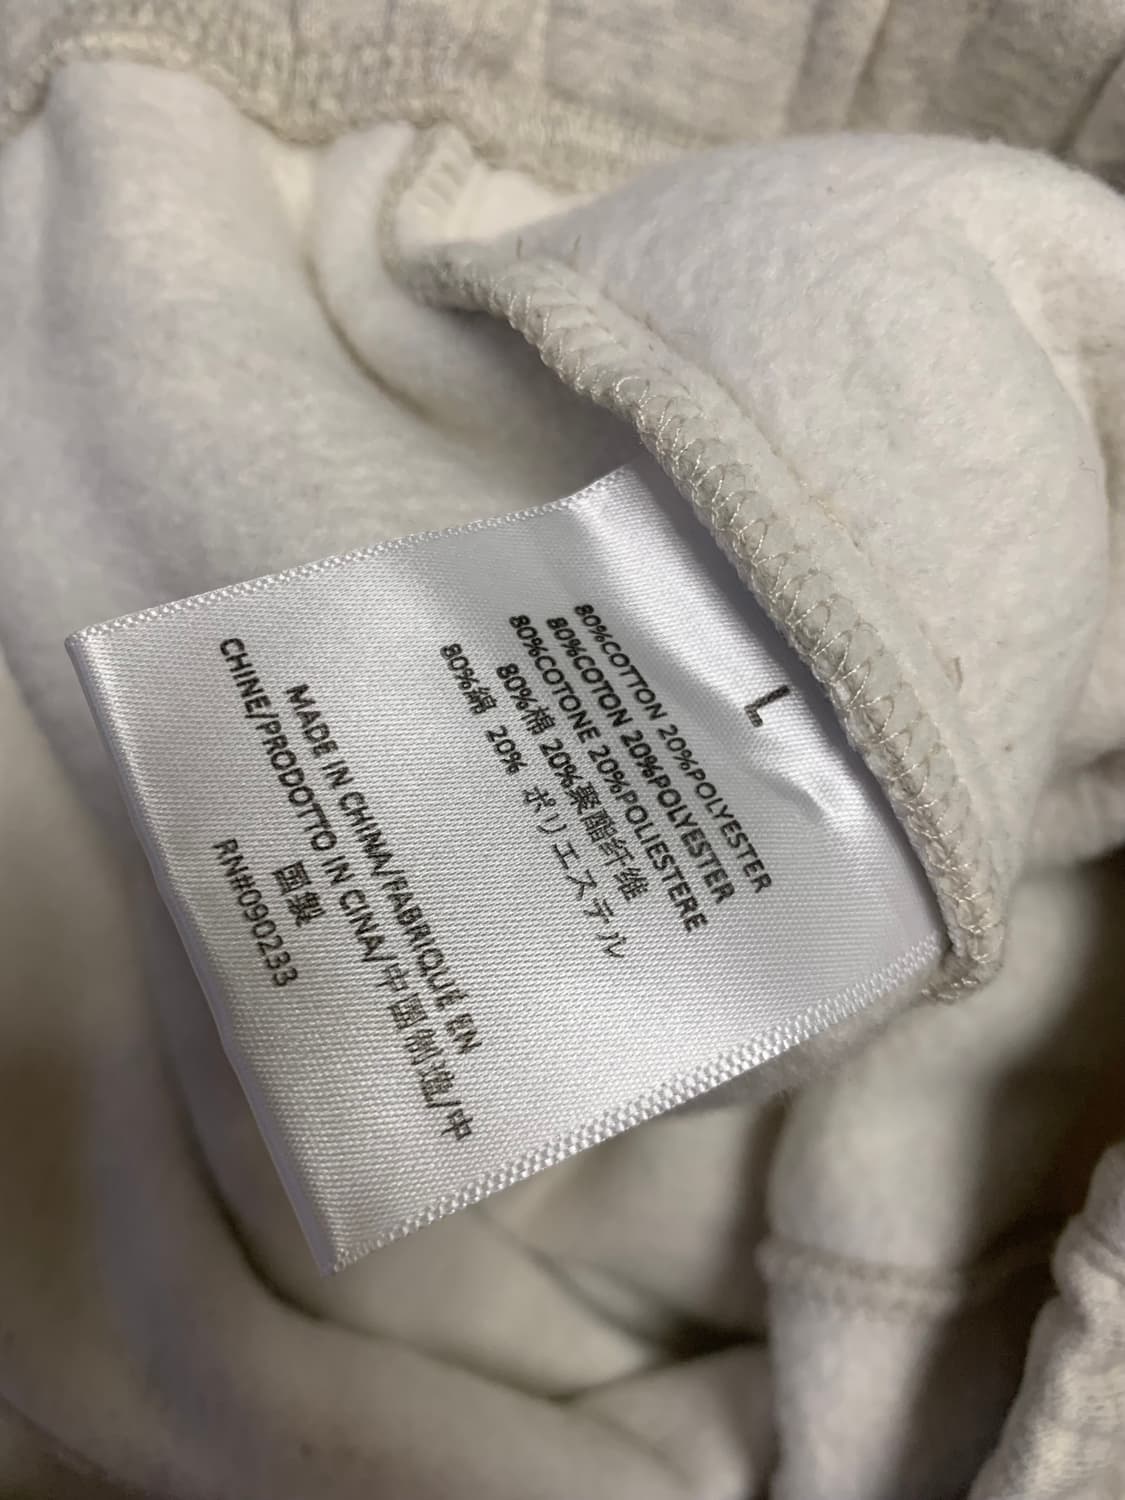 L
80%COTTON 20%POLYESTER
80%COTON 20%POLYESTER
80%COTONE 20%POLIESTERE
80%棉 20%聚酯纤维
80%綿 20% ポリエステル
MADE IN CHINA/FABRIQUÉ EN
CHINE/PRODOTTO IN CINA/中国制造/中
國製
RN#090233